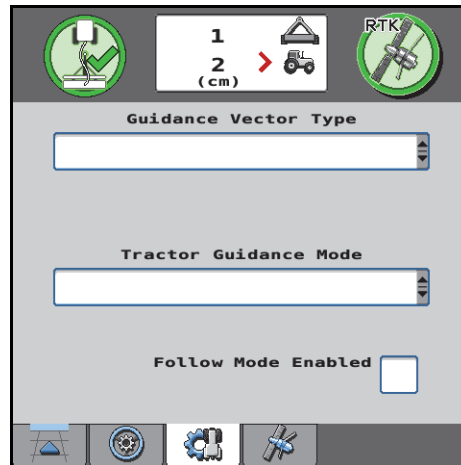 RTK
1
2 >
(cm)
Guidance Vector Type
Tractor Guidance Mode
Follow Mode Enabled